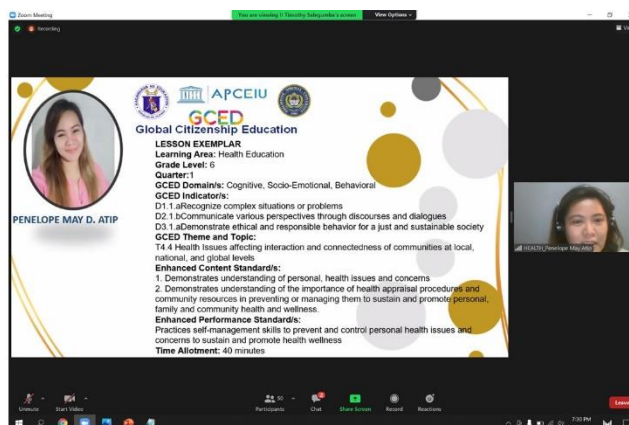 Zoom Meeting
You are viewing
screen
View Options
Recording
UNESCO
APCEIU
GCED
Global Citizenship Education
LESSON EXEMPLAR
Learning Area: Health Education
Grade Level: 6
Quarter:1
GCED Domain/s: Cognitive, Socio-Emotional, Behavioral
GCED Indicator/s:
D1.1.aRecognize complex situations or problems
D2.1.bCommunicate various perspectives through discourses and dialogues
D3.1.aDemonstrate ethical and responsible behavior for a just and sustainable society
GCED Theme and Topic:
T4.4 Health Issues affecting interaction and connectedness of communities at local,
national, and global levels
Enhanced Content Standard/s:
1. Demonstrates understanding of personal, health issues and concerns
2. Demonstrates understanding of the importance of health appraisal procedures and
community resources in preventing or managing them to sustain and promote personal,
family and community health and wellness.
Enhanced Performance Standard/s:
Practices self-management skills to prevent and control personal health issues and
concerns to sustain and promote health wellness
Time Allotment: 40 minutes
PENELOPE MAY D. ATIP
HEALTH_Penelope May Atip
Unmute
Start Video
50
Participants
2
Chat
Share Screen
Record
Reactions
Leave
7:30 PM